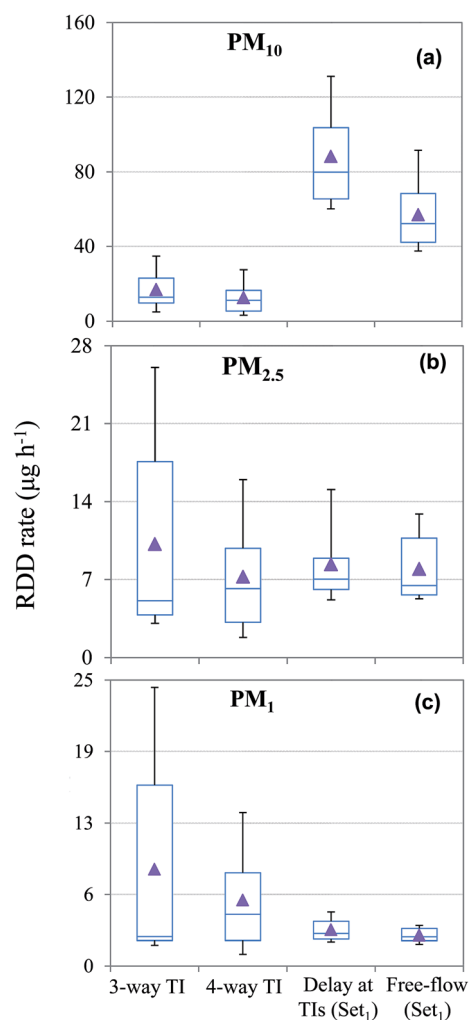 160
PM₁₀
(a)
120
80
40
0
28
PM₂.₅
(b)
21
14
7
0
RDD rate (µg h⁻¹)
25
PM₁
(c)
19
13
6
0
3-way TI 4-way TI Delay at Free-flow
TIs (Set₁) (Set₁)